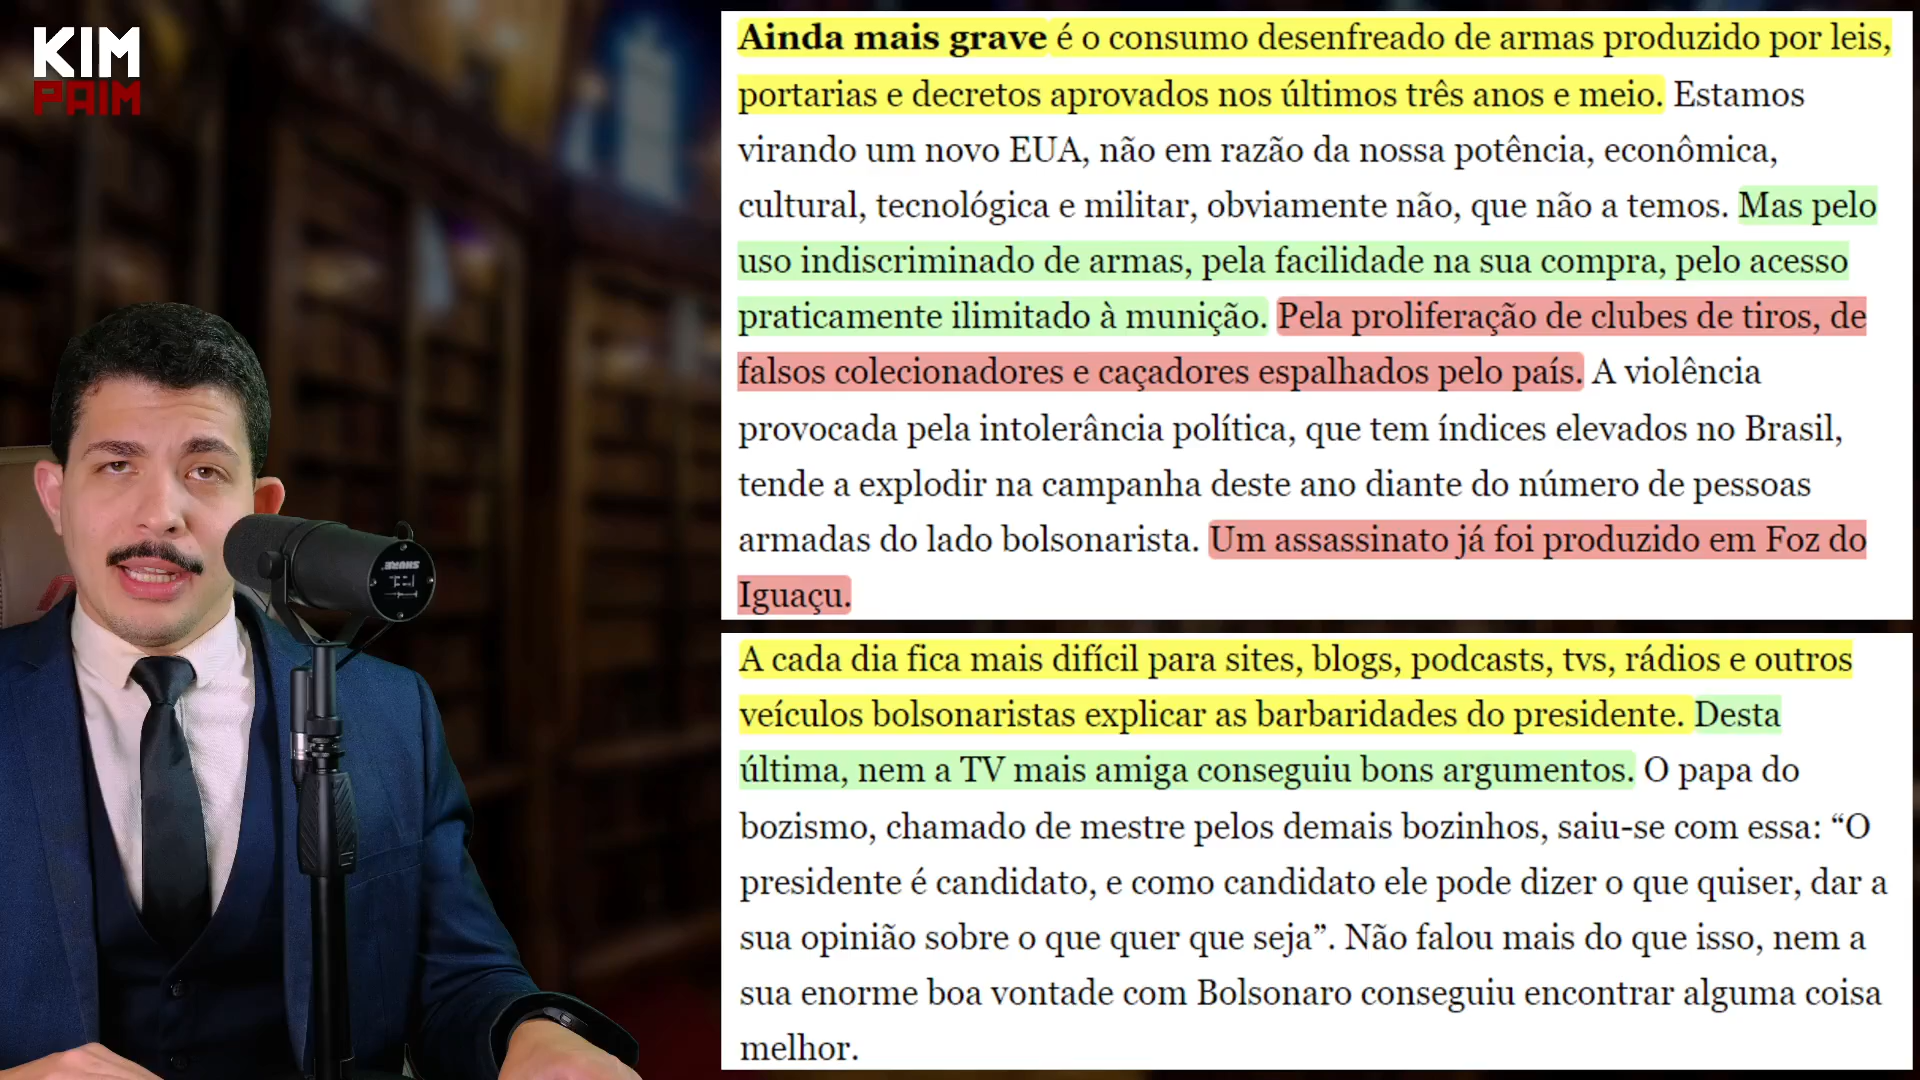 KIM
PAIM
Ainda mais grave é o consumo desenfreado de armas produzido por leis,
portarias e decretos aprovados nos últimos três anos e meio. Estamos
virando um novo EUA, não em razão da nossa potência, econômica,
cultural, tecnológica e militar, obviamente não, que não a temos. Mas pelo
uso indiscriminado de armas, pela facilidade na sua compra, pelo acesso
praticamente ilimitado à munição. Pela proliferação de clubes de tiros, de
falsos colecionadores e caçadores espalhados pelo país. A violência
provocada pela intolerância política, que tem índices elevados no Brasil,
tende a explodir na campanha deste ano diante do número de pessoas
armadas do lado bolsonarista. Um assassinato já foi produzido em Foz do
Iguaçu.
A cada dia fica mais difícil para sites, blogs, podcasts, tvs, rádios e outros
veículos bolsonaristas explicar as barbaridades do presidente. Desta
última, nem a TV mais amiga conseguiu bons argumentos. O papa do
bozismo, chamado de mestre pelos demais bozinhos, saiu-se com essa: “O
presidente é candidato, e como candidato ele pode dizer o que quiser, dar a
sua opinião sobre o que quer que seja”. Não falou mais do que isso, nem a
sua enorme boa vontade com Bolsonaro conseguiu encontrar alguma coisa
melhor.
SHURE